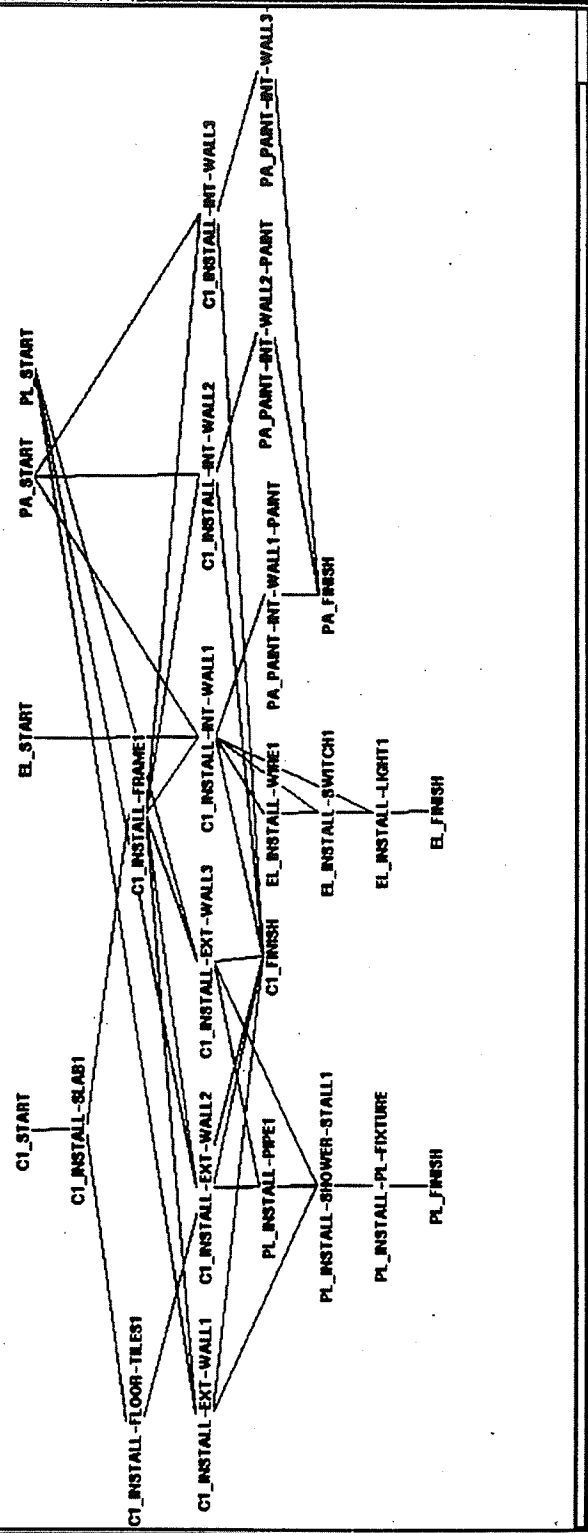 C1_START
EL_START
PA_START
PL_START
C1_INSTALL-SLAB1
C1_INSTALL-FLOOR-TILES1
C1_INSTALL-FRAME1
C1_INSTALL-EXT-WALL1
C1_INSTALL-EXT-WALL2
C1_INSTALL-EXT-WALL3
C1_INSTALL-INT-WALL1
C1_INSTALL-INT-WALL2
C1_INSTALL-INT-WALL3
PL_INSTALL-PIPE1
C1_FINISH
EL_INSTALL-WIRE1
PA_PAINT-INT-WALL1-PAINT
PA_PAINT-INT-WALL2-PAINT
PA_PAINT-INT-WALL3-
PL_INSTALL-SHOWER-STALL1
EL_INSTALL-SWITCH1
PA_FINISH
PL_INSTALL-PL-FIXTURE
EL_INSTALL-LIGHT1
PL_FINISH
EL_FINISH